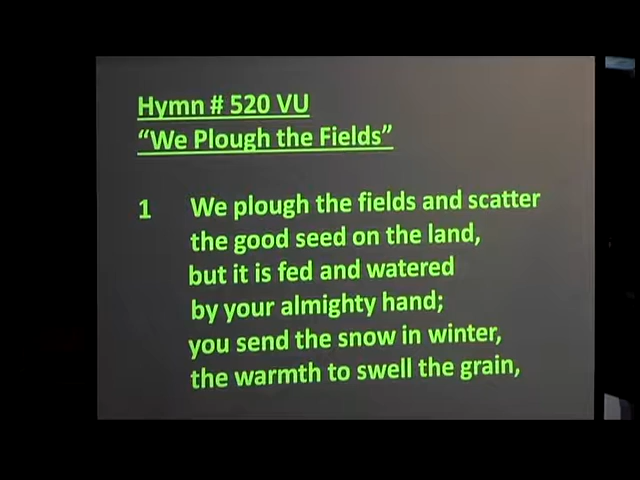 Hymn # 520 VU
“We Plough the Fields”
1 We plough the fields and scatter
the good seed on the land,
but it is fed and watered
by your almighty hand;
you send the snow in winter,
the warmth to swell the grain,